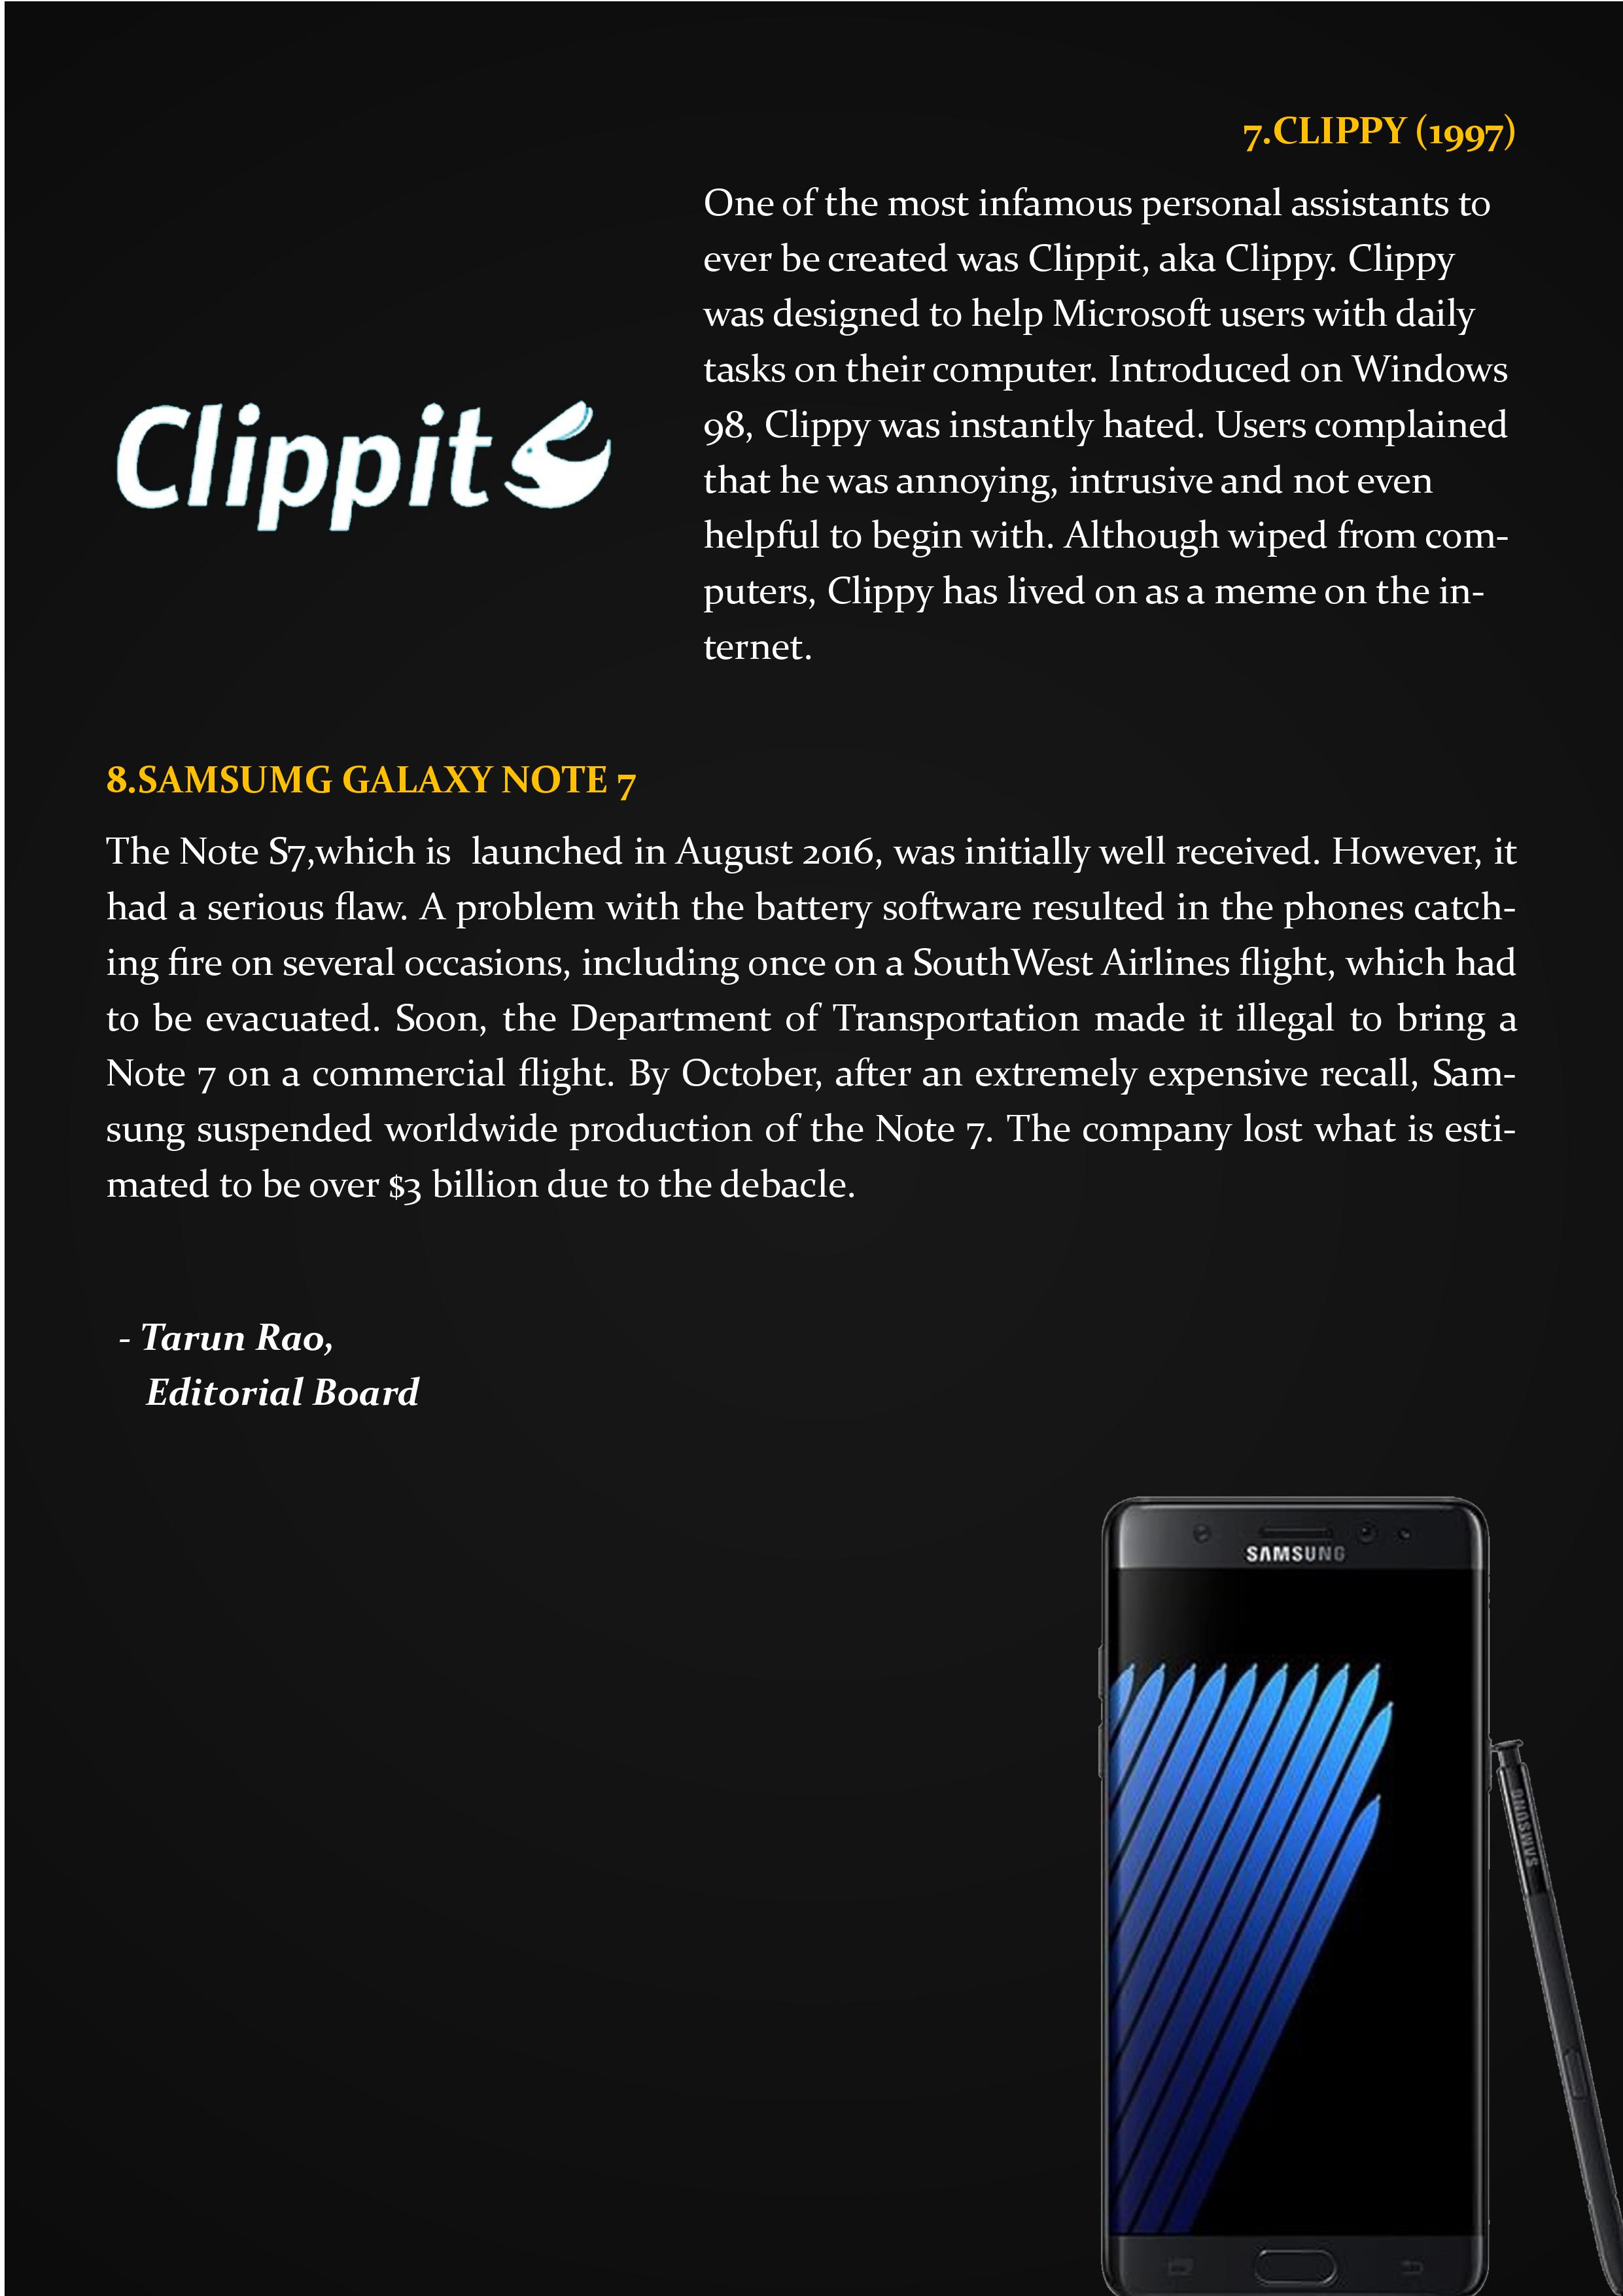 7.CLIPPY (1997)
One of the most infamous personal assistants to
ever be created was Clippit, aka Clippy. Clippy
was designed to help Microsoft users with daily
tasks on their computer. Introduced on Windows
98, Clippy was instantly hated. Users complained
that he was annoying, intrusive and not even
helpful to begin with. Although wiped from com-
puters, Clippy has lived on as a meme on the in-
ternet.
Clippit
8.SAMSUMG GALAXY NOTE 7
The Note S7,which is  launched in August 2016, was initially well received. However, it
had a serious flaw. A problem with the battery software resulted in the phones catch-
ing fire on several occasions, including once on a SouthWest Airlines flight, which had
to be evacuated. Soon, the Department of Transportation made it illegal to bring a
Note 7 on a commercial flight. By October, after an extremely expensive recall, Sam-
sung suspended worldwide production of the Note 7. The company lost what is esti-
mated to be over $3 billion due to the debacle.
- Tarun Rao,
Editorial Board
SAMSUNG
SAMSUNG